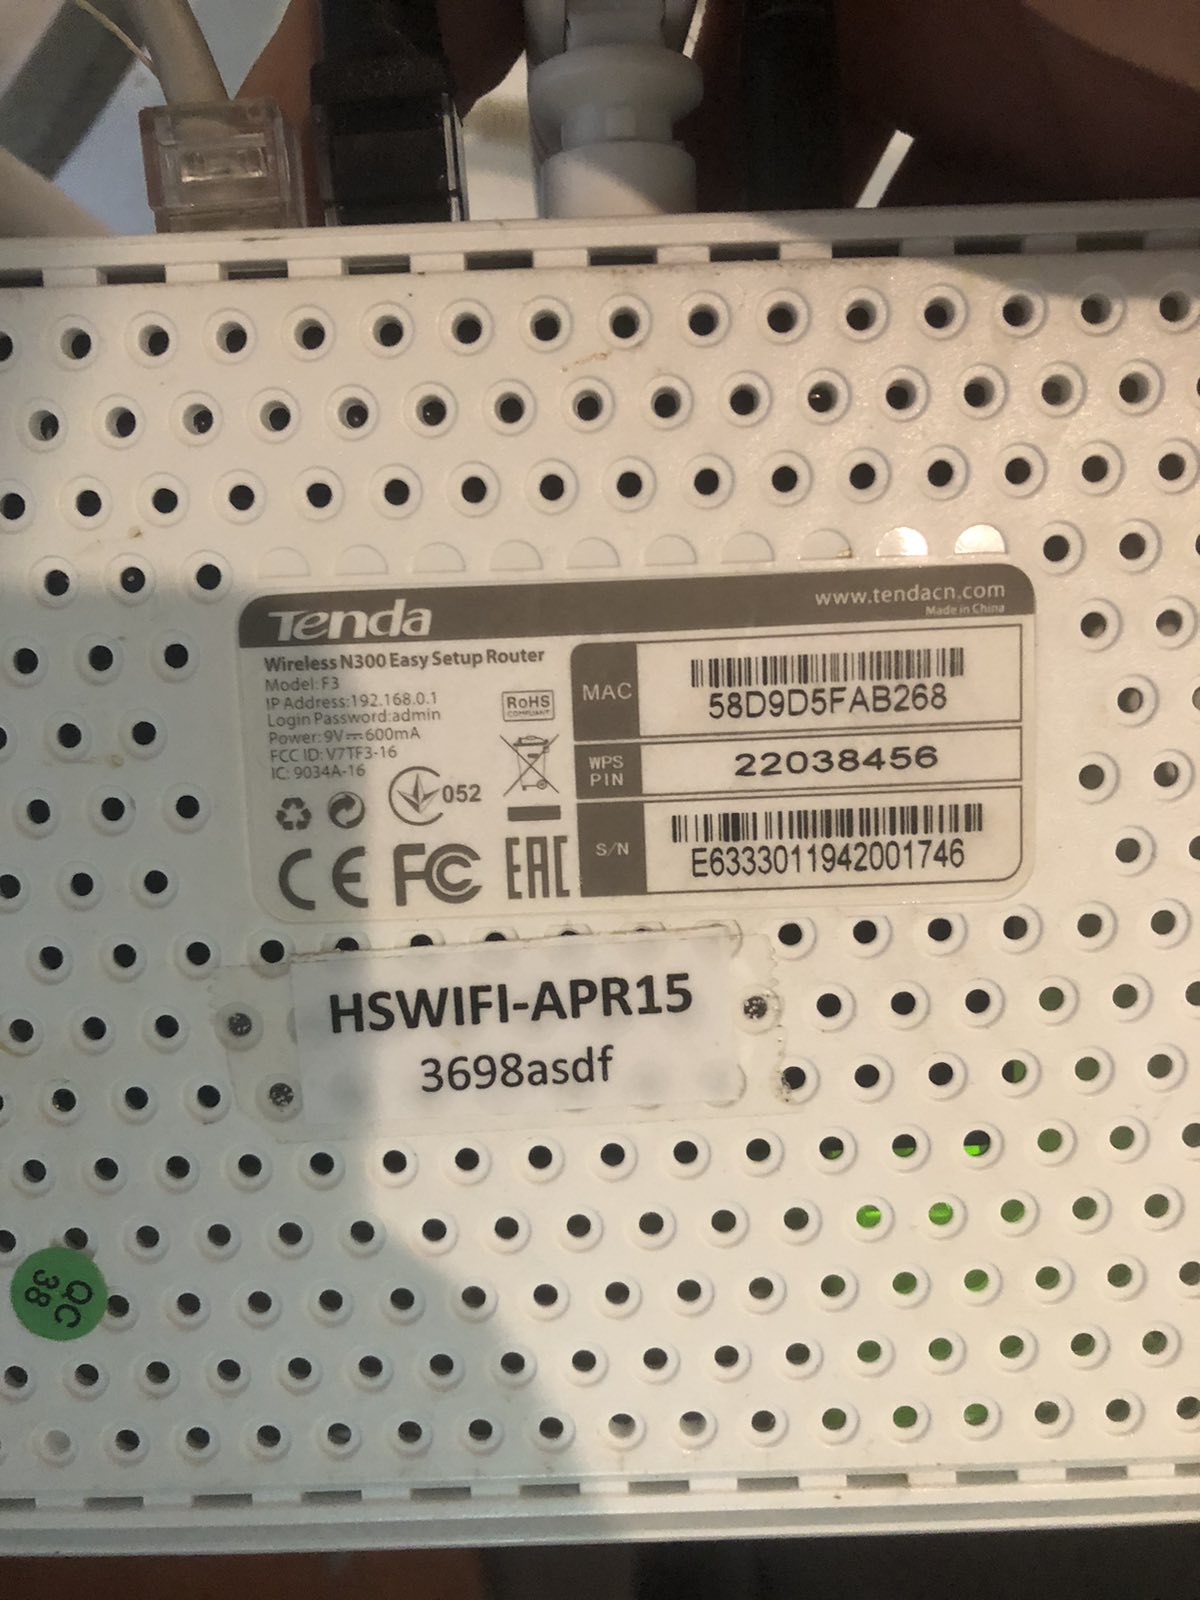 Tenda
www.tendacn.com
Made in China
Wireless N300 Easy Setup Router
Model:F3
IP Address:192.168.0.1
Login Password:admin
Power:9V⎓600mA
FCC ID: V7TF3-16
IC: 9034A-16
RoHS
COMPLIANT
052
CE FC EAC
MAC
58D9D5FAB268
WPS
PIN
22038456
S/N
E6333011942001746
HSWIFI-APR15
3698asdf
QC
38